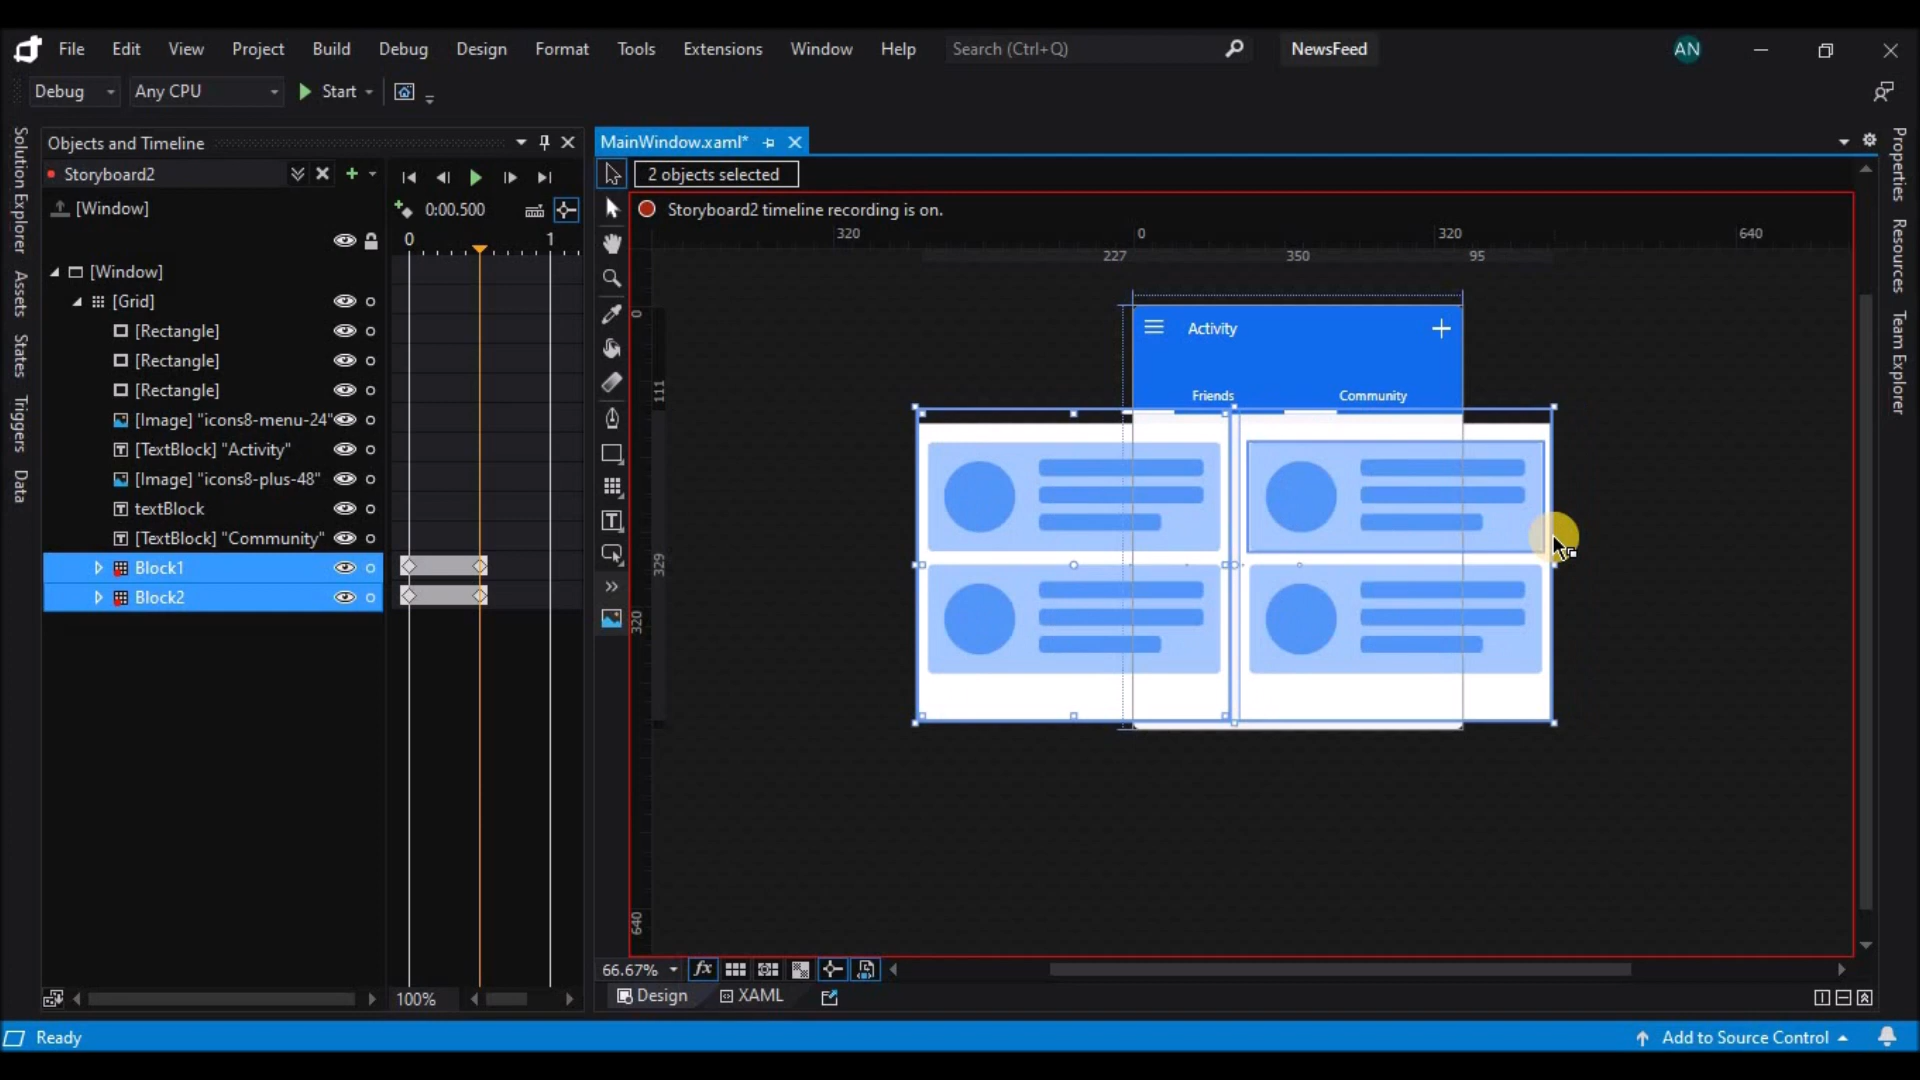 File Edit View Project Build Debug Design Format Tools Extensions Window Help Search (Ctrl+Q) NewsFeed AN
Debug Any CPU Start
Solution Explorer
Assets
States
Triggers
Data
Objects and Timeline
Storyboard2
[Window]
0:00.500
0 1
[Window]
[Grid]
[Rectangle]
[Rectangle]
[Rectangle]
[Image] "icons8-menu-24"
[TextBlock] "Activity"
[Image] "icons8-plus-48"
textBlock
[TextBlock] "Community"
Block1
Block2
100%
MainWindow.xaml*
2 objects selected
Storyboard2 timeline recording is on.
320 0 320 640
227 350 95
0
111
329
320
640
Activity
Friends Community
66.67% fx
Design XAML
Properties
Resources
Team Explorer
Ready Add to Source Control